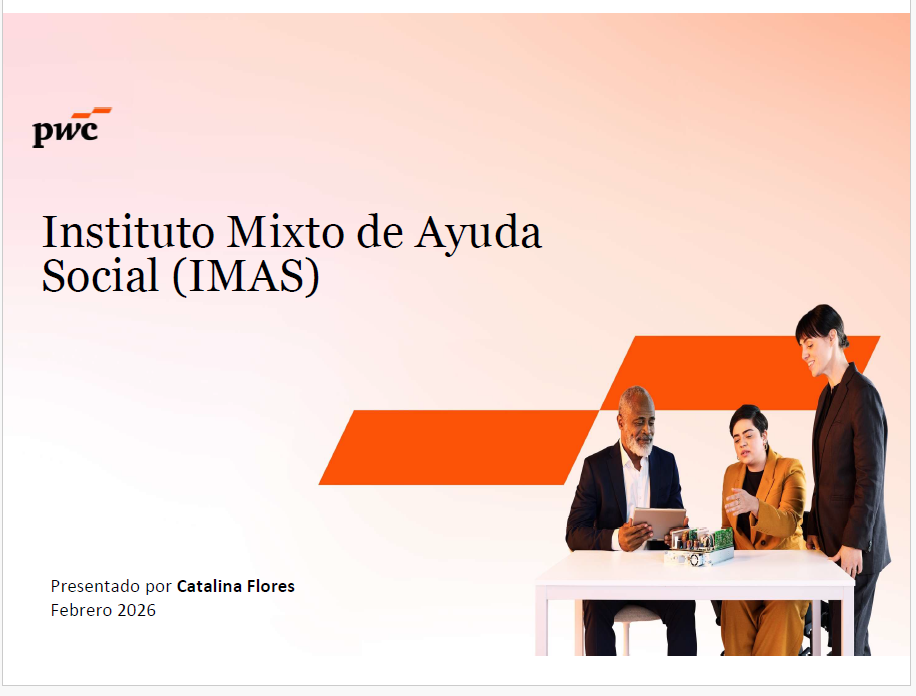 pwc
Instituto Mixto de Ayuda
Social (IMAS)
Presentado por Catalina Flores
Febrero 2026